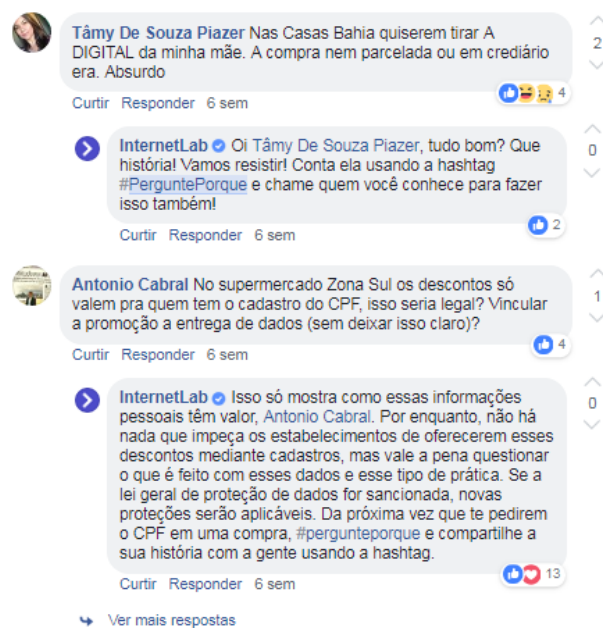 Tâmy De Souza Piazer Nas Casas Bahia quiserem tirar A
DIGITAL da minha mãe. A compra nem parcelada ou em crediário
era. Absurdo
2
4
Curtir Responder 6 sem
InternetLab Oi Tâmy De Souza Piazer, tudo bom? Que
história! Vamos resistir! Conta ela usando a hashtag
#PerguntePorque e chame quem você conhece para fazer
isso também!
0
2
Curtir Responder 6 sem
Antonio Cabral No supermercado Zona Sul os descontos só
valem pra quem tem o cadastro do CPF, isso seria legal? Vincular
a promoção a entrega de dados (sem deixar isso claro)?
1
4
Curtir Responder 6 sem
InternetLab Isso só mostra como essas informações
pessoais têm valor, Antonio Cabral. Por enquanto, não há
nada que impeça os estabelecimentos de oferecerem esses
descontos mediante cadastros, mas vale a pena questionar
o que é feito com esses dados e esse tipo de prática. Se a
lei geral de proteção de dados for sancionada, novas
proteções serão aplicáveis. Da próxima vez que te pedirem
o CPF em uma compra, #pergunteporque e compartilhe a
sua história com a gente usando a hashtag.
0
13
Curtir Responder 6 sem
Ver mais respostas